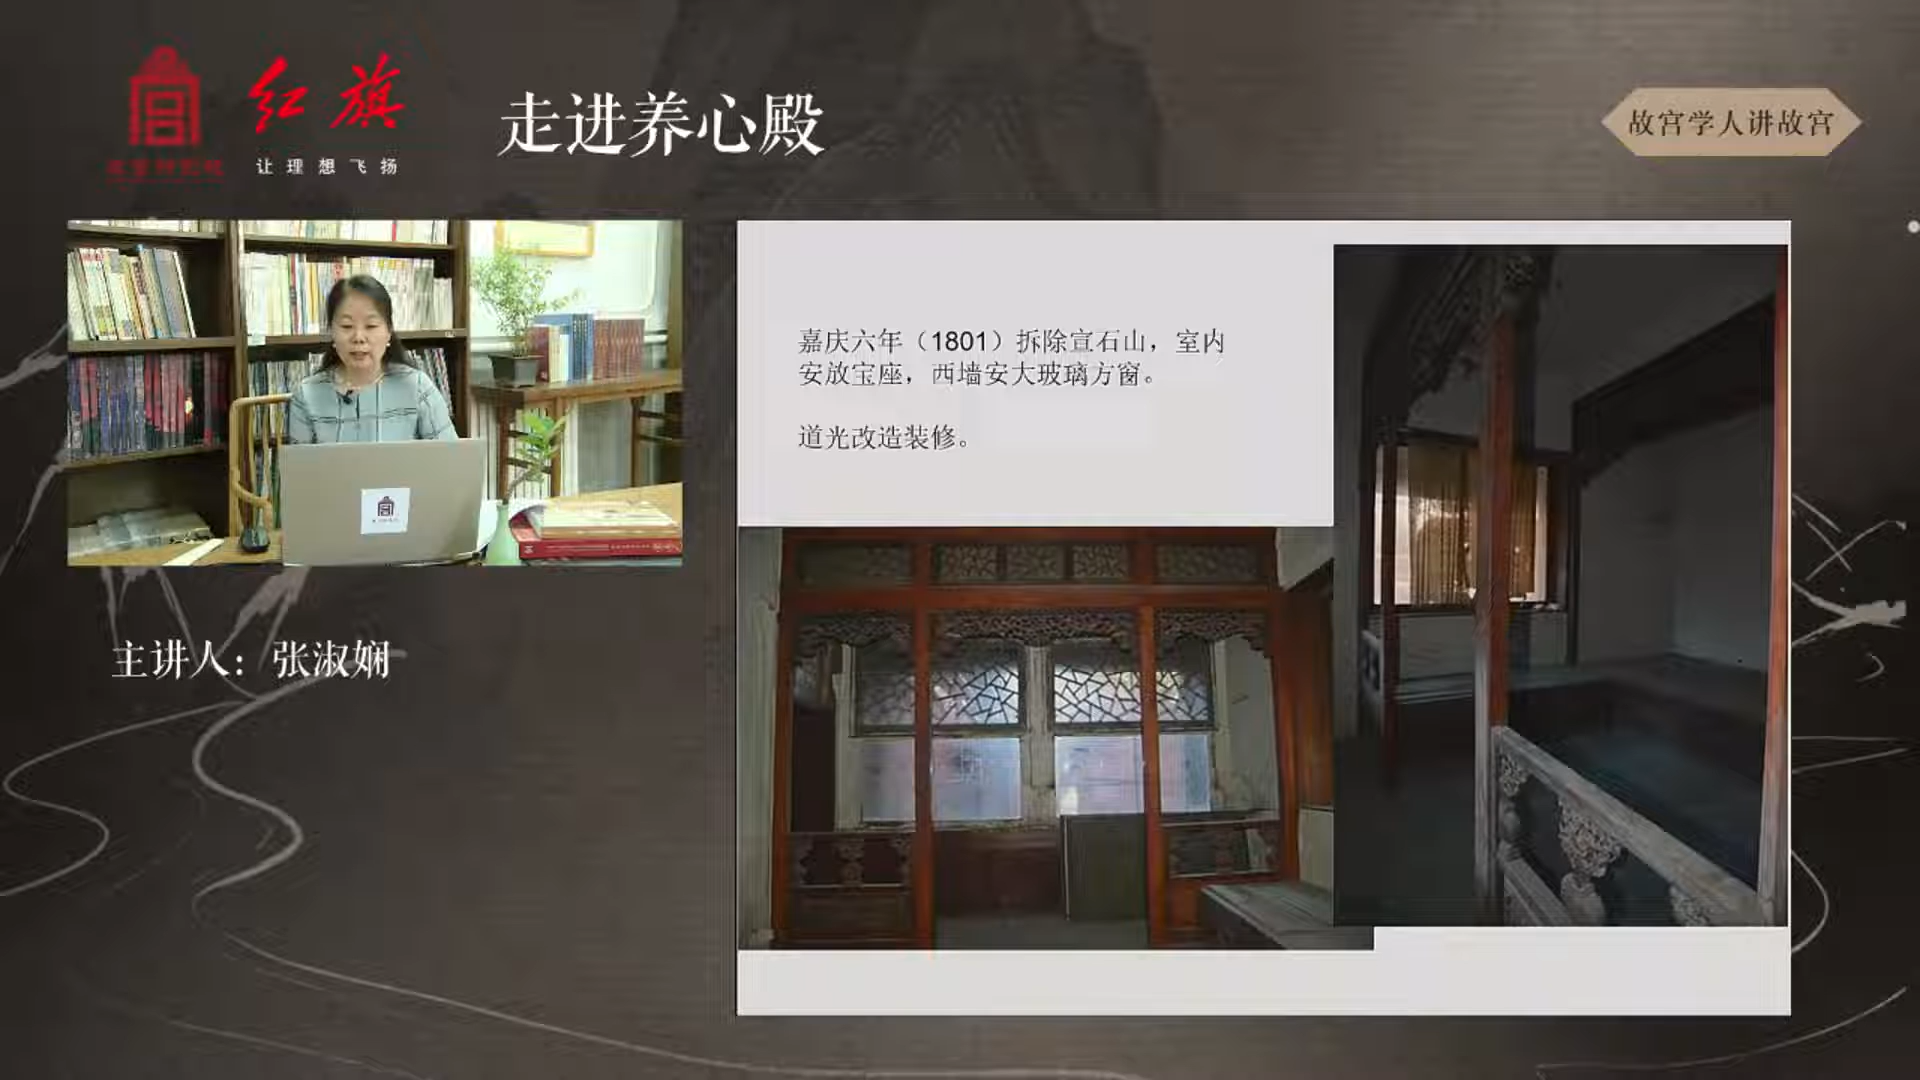 红旗
让理想飞扬
走进养心殿
故宫学人讲故宫
嘉庆六年（1801）拆除宣石山，室内
安放宝座，西墙安大玻璃方窗。
道光改造装修。
主讲人：张淑娴